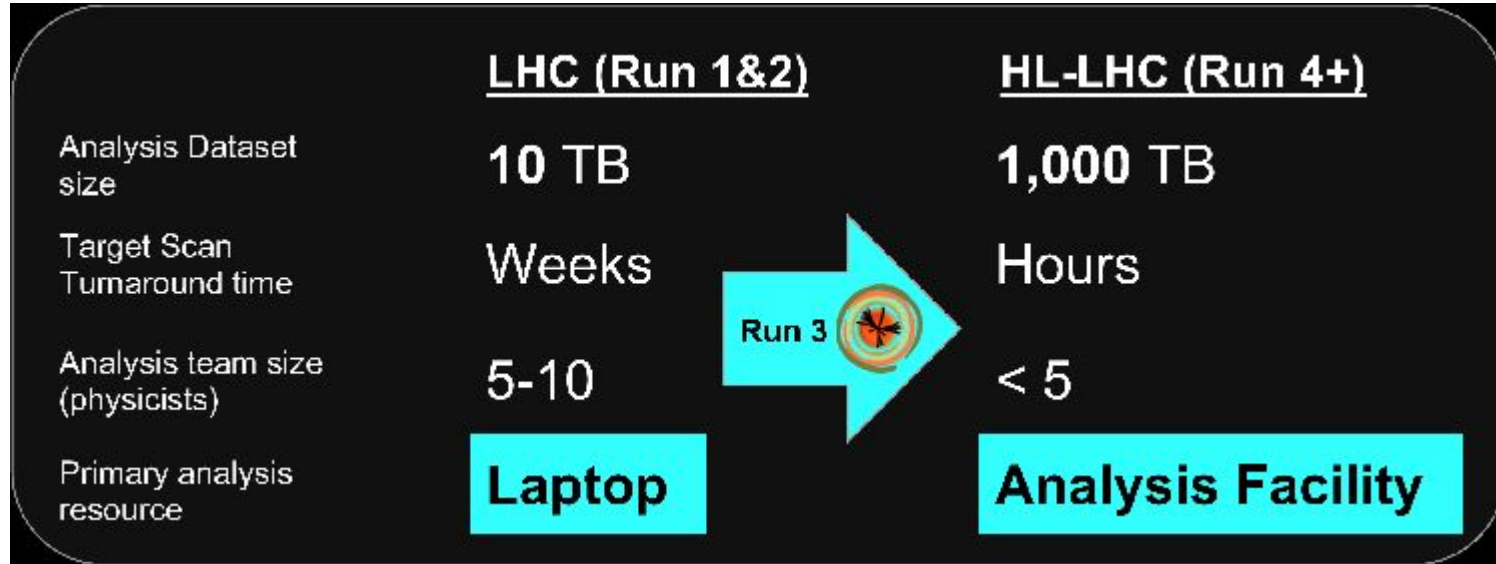 LHC (Run 1&2) HL-LHC (Run 4+)
Analysis Dataset
size
10 TB 1,000 TB
Target Scan
Turnaround time
Weeks Hours
Run 3
Analysis team size
(physicists)
5-10 < 5
Primary analysis
resource
Laptop Analysis Facility